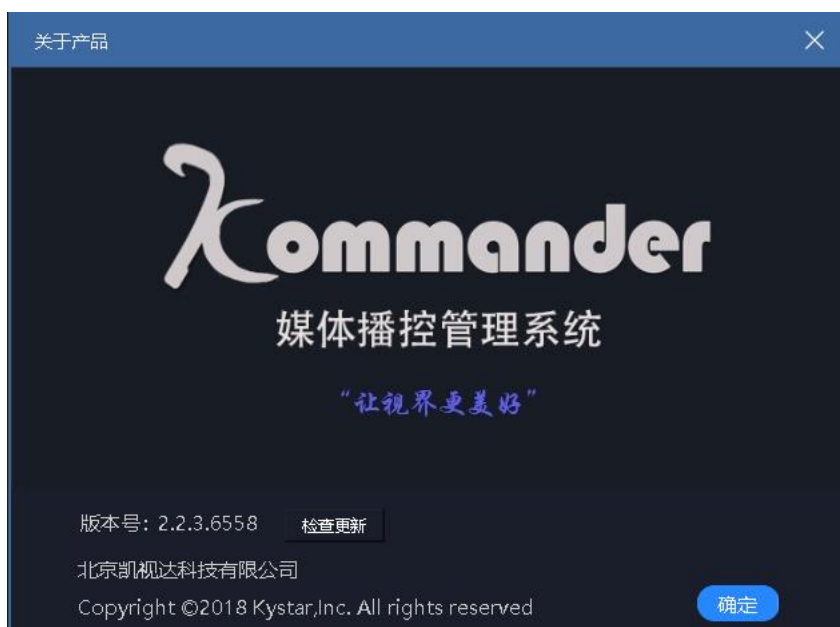 关于产品
Kommander
媒体播控管理系统
“让视界更美好”
版本号: 2.2.3.6558 检查更新
北京凯视达科技有限公司
Copyright ©2018 Kystar,Inc. All rights reserved
确定